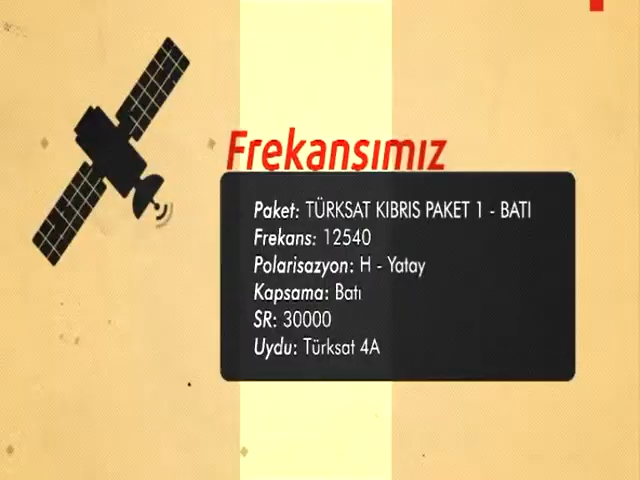 Frekansımız
Paket: TÜRKSAT KIBRIS PAKET 1 - BATI
Frekans: 12540
Polarisazyon: H - Yatay
Kapsama: Batı
SR: 30000
Uydu: Türksat 4A